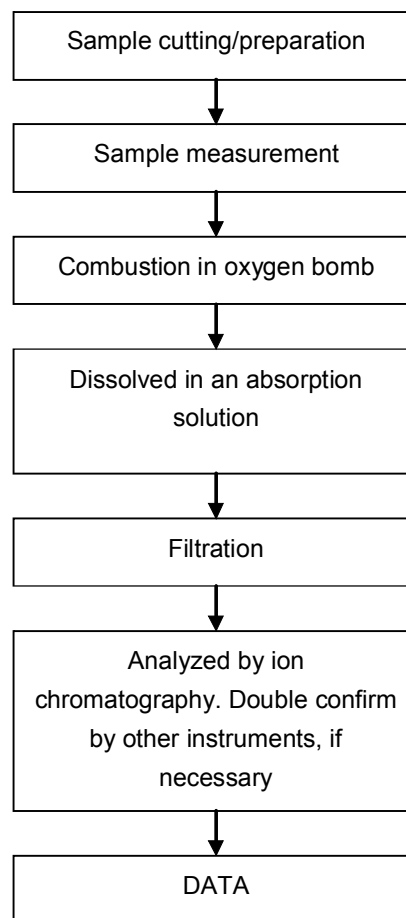 Sample cutting/preparation
Sample measurement
Combustion in oxygen bomb
Dissolved in an absorption
solution
Filtration
Analyzed by ion
chromatography. Double confirm
by other instruments, if
necessary
DATA